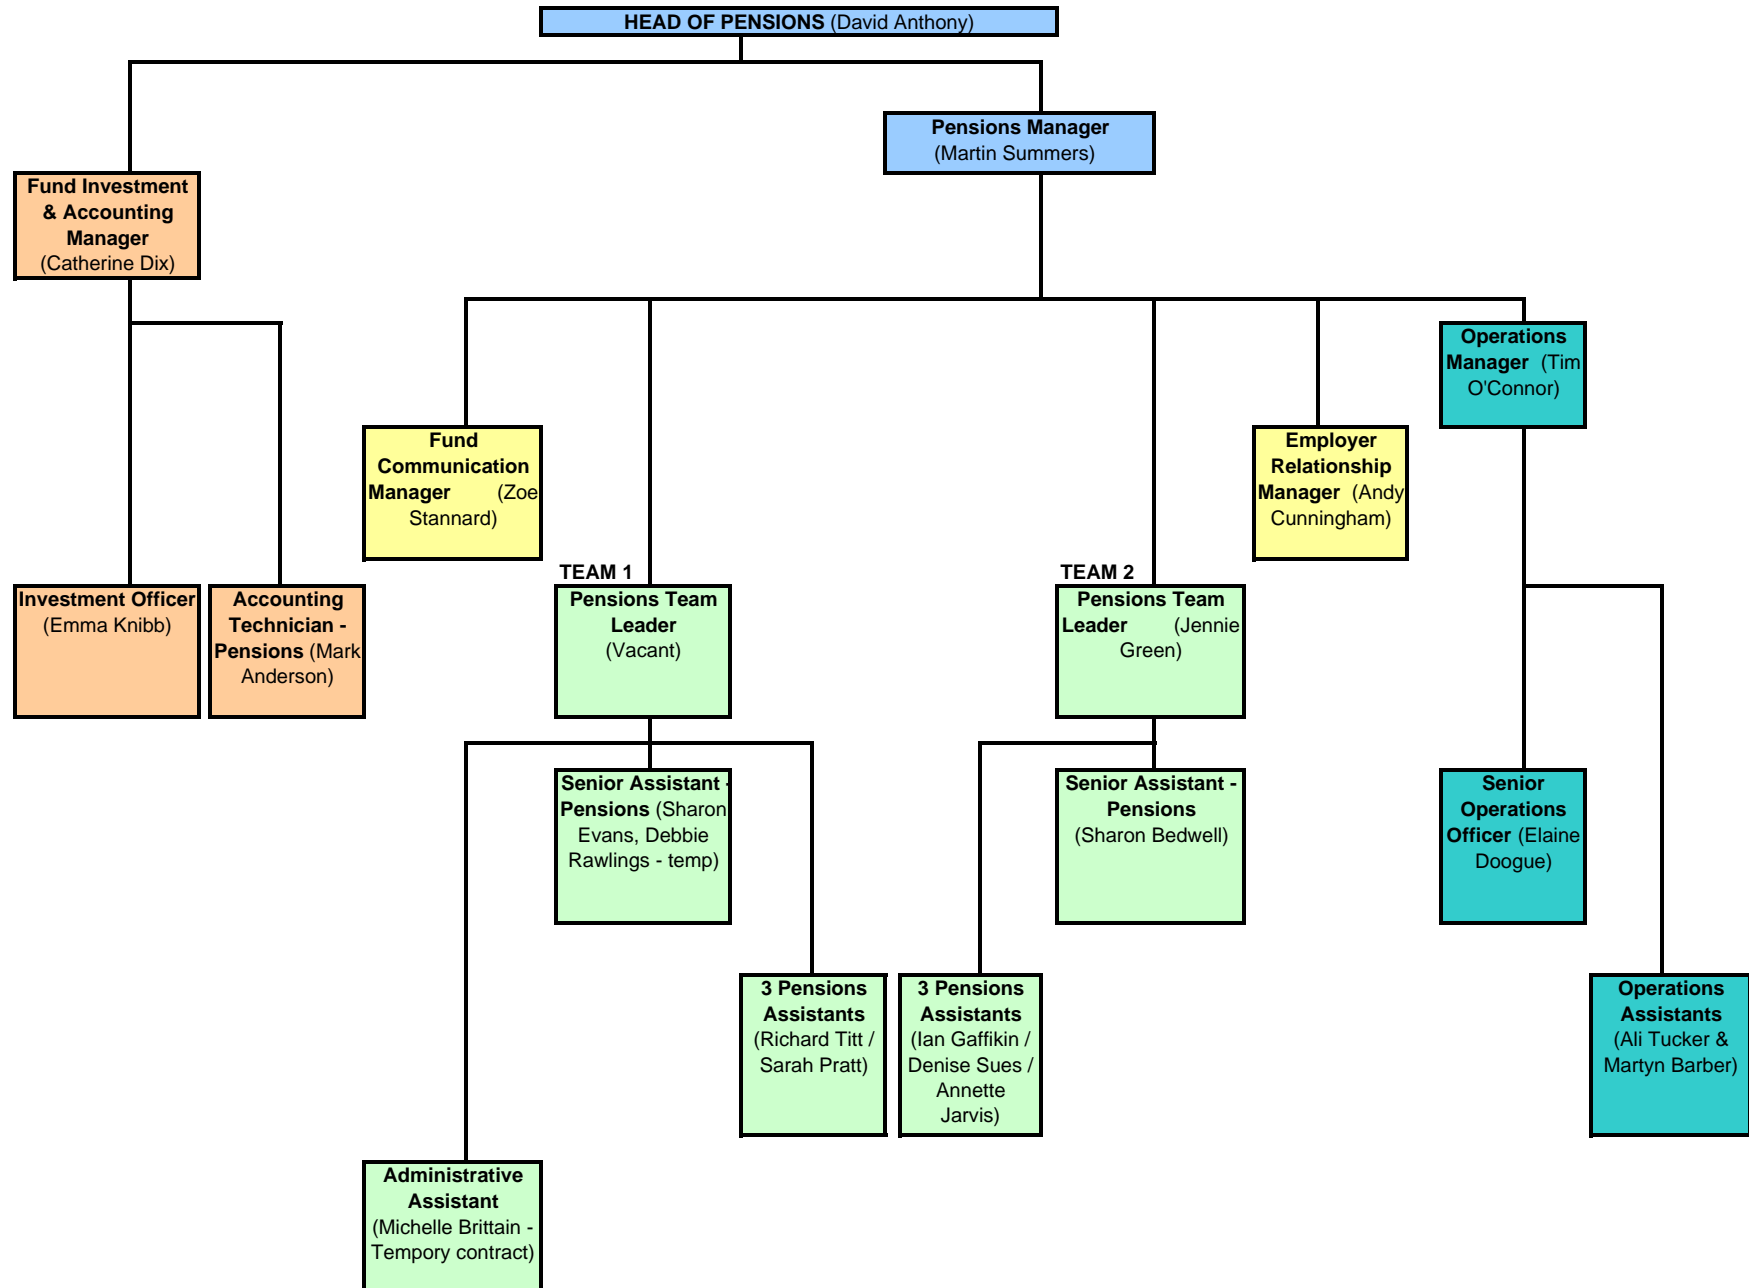 HEAD OF PENSIONS (David Anthony)
Pensions Manager
(Martin Summers)
Fund Investment
& Accounting
Manager
(Catherine Dix)
Operations
Manager (Tim
O'Connor)
Fund
Communication
Manager (Zoe
Stannard)
Employer
Relationship
Manager (Andy
Cunningham)
Investment Officer
(Emma Knibb)
Accounting
Technician -
Pensions (Mark
Anderson)
TEAM 1
Pensions Team
Leader
(Vacant)
TEAM 2
Pensions Team
Leader (Jennie
Green)
Senior Assistant -
Pensions (Sharon
Evans, Debbie
Rawlings - temp)
Senior Assistant -
Pensions
(Sharon Bedwell)
Senior
Operations
Officer (Elaine
Doogue)
3 Pensions
Assistants
(Richard Titt /
Sarah Pratt)
3 Pensions
Assistants
(Ian Gaffikin /
Denise Sues /
Annette
Jarvis)
Operations
Assistants
(Ali Tucker &
Martyn Barber)
Administrative
Assistant
(Michelle Brittain -
Tempory contract)